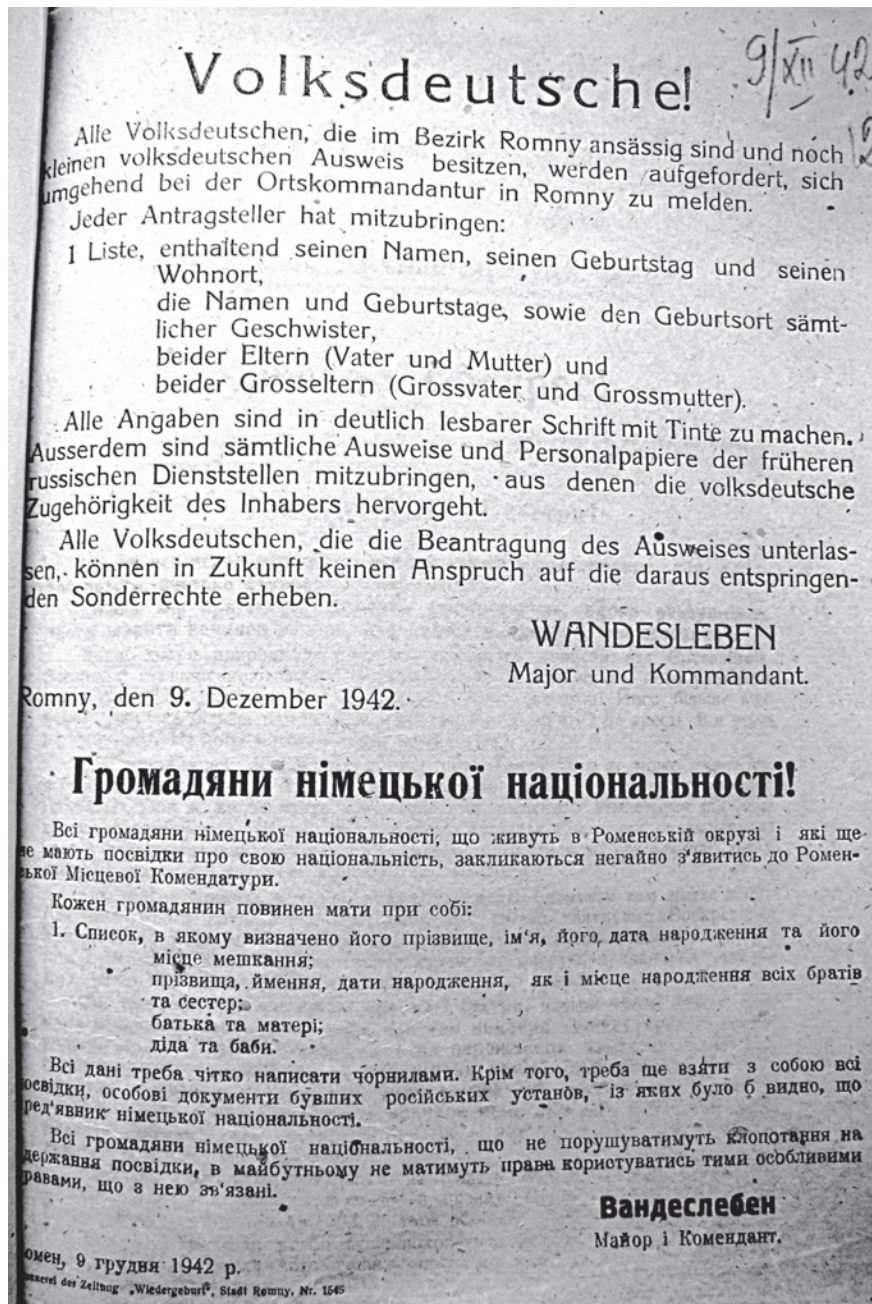 9/XII 42
Volksdeutsche!
Alle Volksdeutschen, die im Bezirk Romny ansässig sind und noch
kleinen volksdeutschen Ausweis besitzen, werden aufgefordert, sich
umgehend bei der Ortskommandantur in Romny zu melden.
Jeder Antragsteller hat mitzubringen:
1 Liste, enthaltend seinen Namen, seinen Geburtstag und seinen
Wohnort,
die Namen und Geburtstage, sowie den Geburtsort sämt-
licher Geschwister,
beider Eltern (Vater und Mutter) und
beider Grosseltern (Grossvater und Grossmutter).
Alle Angaben sind in deutlich lesbarer Schrift mit Tinte zu machen.
Ausserdem sind sämtliche Ausweise und Personalpapiere der früheren
russischen Dienststellen mitzubringen, aus denen die volksdeutsche
Zugehörigkeit des Inhabers hervorgeht.
Alle Volksdeutschen, die die Beantragung des Ausweises unterlas-
sen, können in Zukunft keinen Anspruch auf die daraus entspringen-
den Sonderrechte erheben.
WANDESLEBEN
Major und Kommandant.
Romny, den 9. Dezember 1942.
Громадяни німецької національності!
Всі громадяни німецької національності, що живуть в Роменській окрузі і які ще
не мають посвідки про свою національність, закликаються негайно з'явитись до Ромен-
ської Місцевої Комендатури.
Кожен громадянин повинен мати при собі:
1. Список, в якому визначено його прізвище, ім'я, його дата народження та його
місце мешкання;
прізвища, ймення, дати народження, як і місце народження всіх братів
та сестер;
батька та матері;
діда та баби.
Всі дані треба чітко написати чорнилами. Крім того, треба ще взяти з собою всі
посвідки, особові документи бувших російських установ, із яких було б видно, що
пред'явник німецької національності.
Всі громадяни німецької національності, що не порушуватимуть клопотання на
держання посвідки, в майбутньому не матимуть права користуватись тими особливими
равами, що з нею зв'язані.
Вандеслебен
Майор і Комендант.
омен, 9 грудня 1942 р.
ckerei der Zeitung „Wiedergeburt", Stadt Romny, Nr. 1545